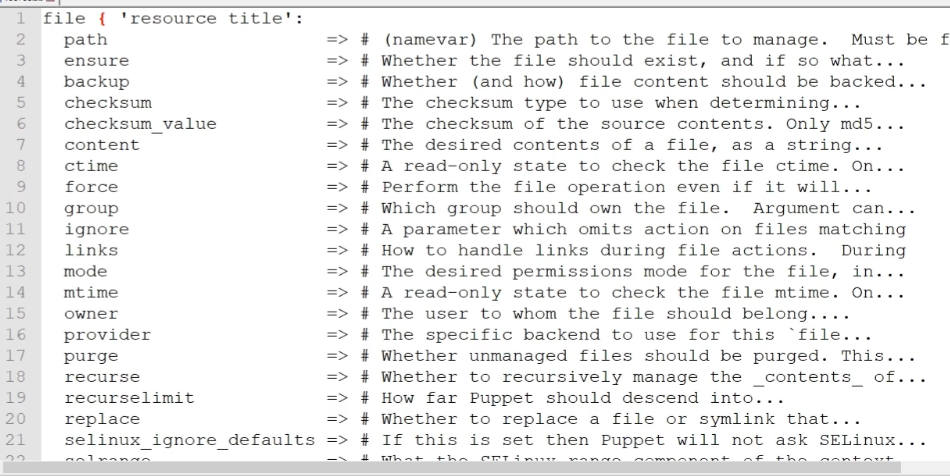 1 file { 'resource title':
2 path => # (namevar) The path to the file to manage.  Must be f
3 ensure => # Whether the file should exist, and if so what...
4 backup => # Whether (and how) file content should be backed...
5 checksum => # The checksum type to use when determining...
6 checksum_value => # The checksum of the source contents. Only md5...
7 content => # The desired contents of a file, as a string...
8 ctime => # A read-only state to check the file ctime. On...
9 force => # Perform the file operation even if it will...
10 group => # Which group should own the file.  Argument can...
11 ignore => # A parameter which omits action on files matching
12 links => # How to handle links during file actions.  During
13 mode => # The desired permissions mode for the file, in...
14 mtime => # A read-only state to check the file mtime. On...
15 owner => # The user to whom the file should belong....
16 provider => # The specific backend to use for this `file...
17 purge => # Whether unmanaged files should be purged. This...
18 recurse => # Whether to recursively manage the _contents_ of...
19 recurselimit => # How far Puppet should descend into...
20 replace => # Whether to replace a file or symlink that...
21 selinux_ignore_defaults => # If this is set then Puppet will not ask SELinux...
22 selrange => # What the SELinux range component of the context